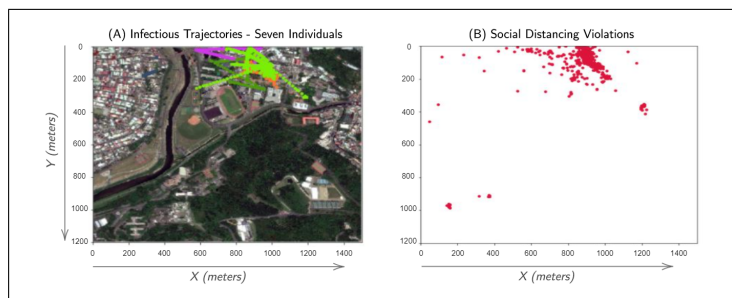 (A) Infectious Trajectories - Seven Individuals
0
200
400
600
800
1000
1200
0 200 400 600 800 1000 1200 1400
Y (meters)
X (meters)
(B) Social Distancing Violations
0
200
400
600
800
1000
1200
0 200 400 600 800 1000 1200 1400
X (meters)